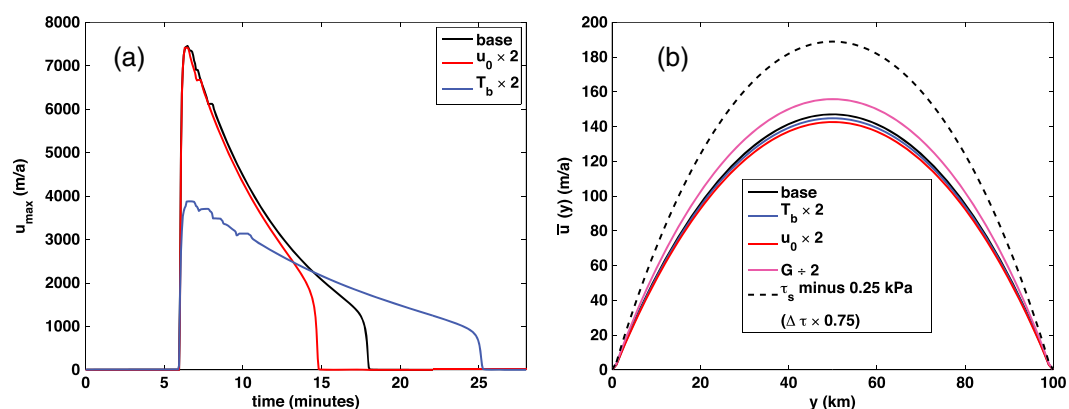 (a)
base
u0 × 2
Tb × 2
8000
7000
6000
5000
4000
3000
2000
1000
0
umax (m/a)
0
5
10
15
20
25
time (minutes)
(b)
200
180
160
140
120
100
80
60
40
20
0
u̅ (y) (m/a)
base
Tb × 2
u0 × 2
G ÷ 2
τs minus 0.25 kPa
(Δ τ × 0.75)
0
20
40
60
80
100
y (km)